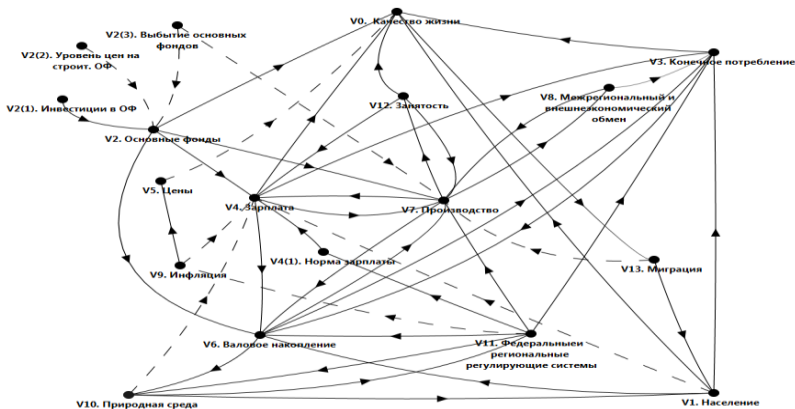 V0. Качество жизни
V2(3). Выбытие основных
фондов
V2(2). Уровень цен на
строит. ОФ
V3. Конечное потребление
V2(1). Инвестиции в ОФ
V12. Занятость
V8. Межрегиональный и
внешнеэкономический
обмен
V2. Основные фонды
V5. Цены
V4. Зарплата
V7. Производство
V4(1). Норма зарплаты
V9. Инфляция
V13. Миграция
V6. Валовое накопление
V11. Федеральныеи
региональные
регулирующие системы
V10. Природная среда
V1. Население